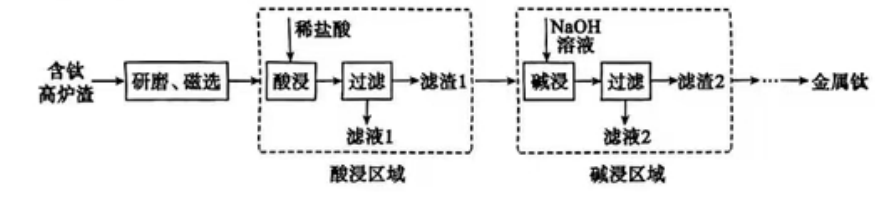 含钛
高炉渣
研磨、磁选
稀盐酸
酸浸
过滤
滤渣1
滤液1
酸浸区域
NaOH
溶液
碱浸
过滤
滤渣2
滤液2
碱浸区域
…
金属钛